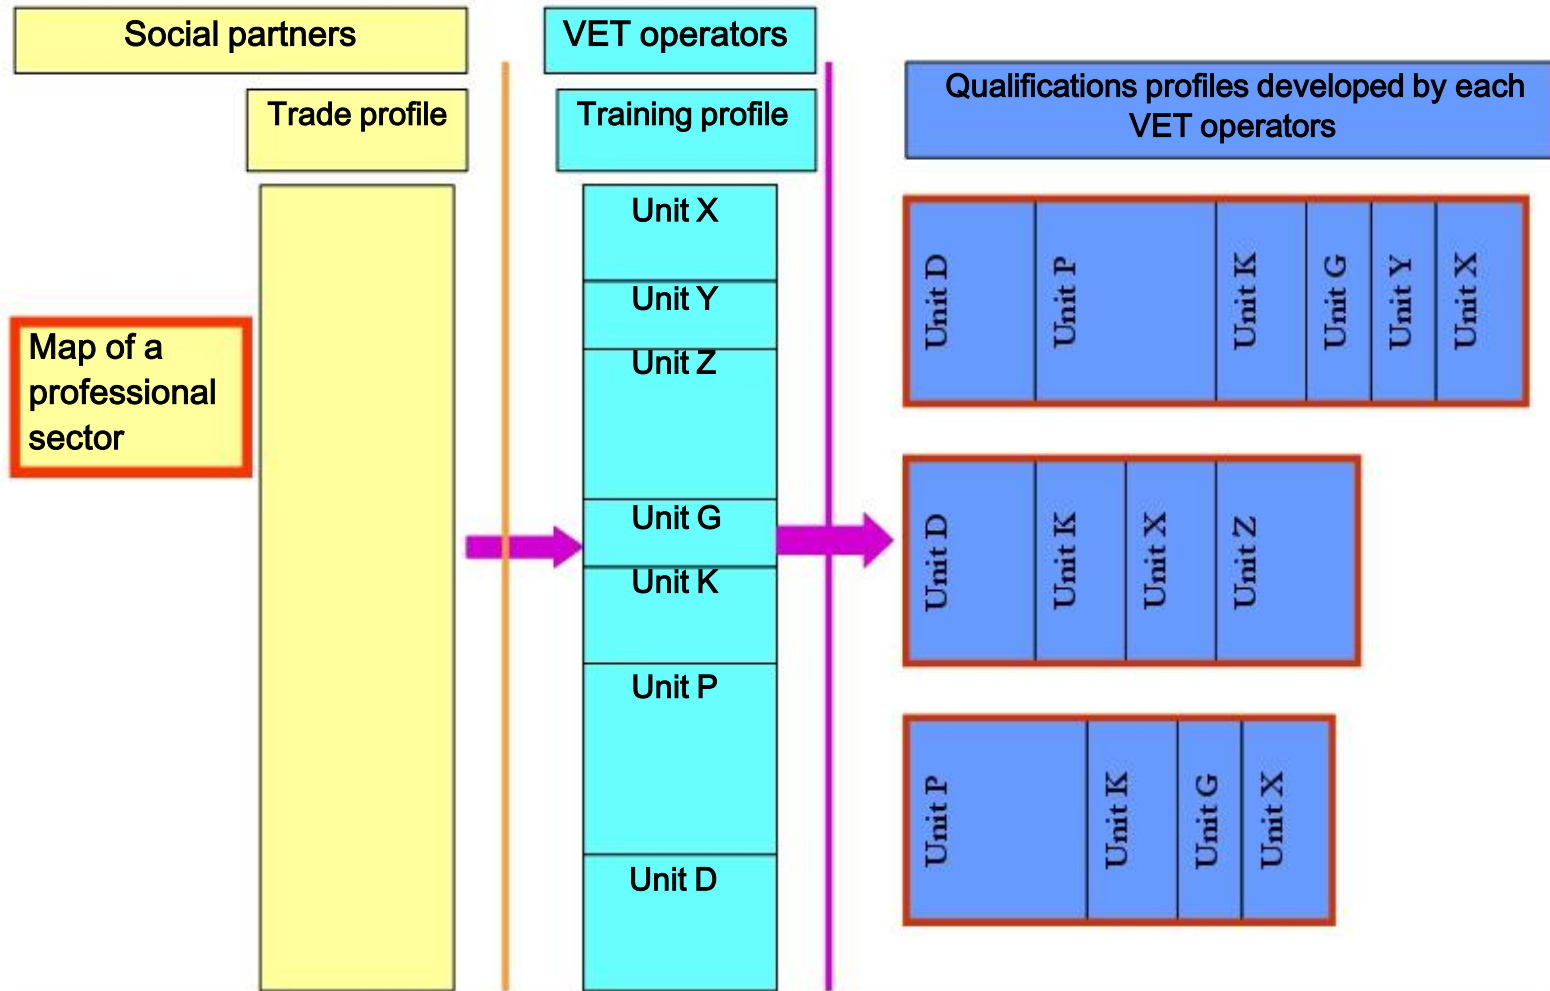 Social partners
VET operators
Qualifications profiles developed by each
VET operators
Trade profile
Training profile
Map of a
professional
sector
Unit X
Unit Y
Unit Z
Unit G
Unit K
Unit P
Unit D
Unit D
Unit P
Unit K
Unit G
Unit Y
Unit X
Unit D
Unit K
Unit X
Unit Z
Unit P
Unit K
Unit G
Unit X